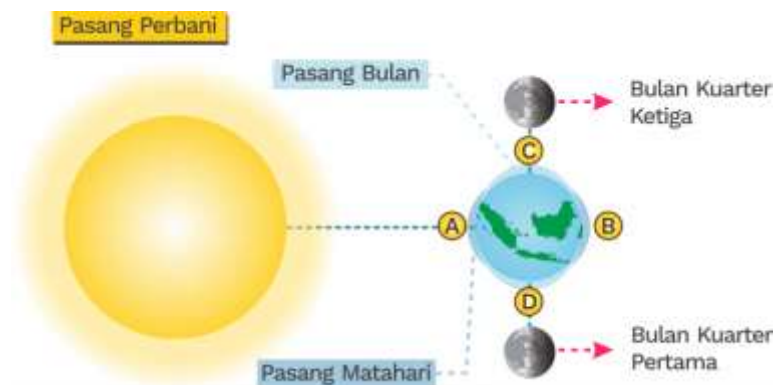 Pasang Perbani
Pasang Bulan
Bulan Kuarter
Ketiga
C
A
B
D
Bulan Kuarter
Pertama
Pasang Matahari